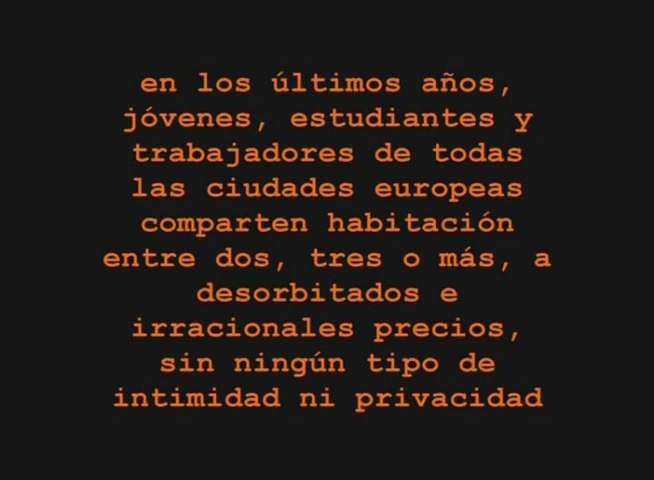 en los últimos años,
jóvenes, estudiantes y
trabajadores de todas
las ciudades europeas
comparten habitación
entre dos, tres o más, a
desorbitados e
irracionales precios,
sin ningún tipo de
intimidad ni privacidad